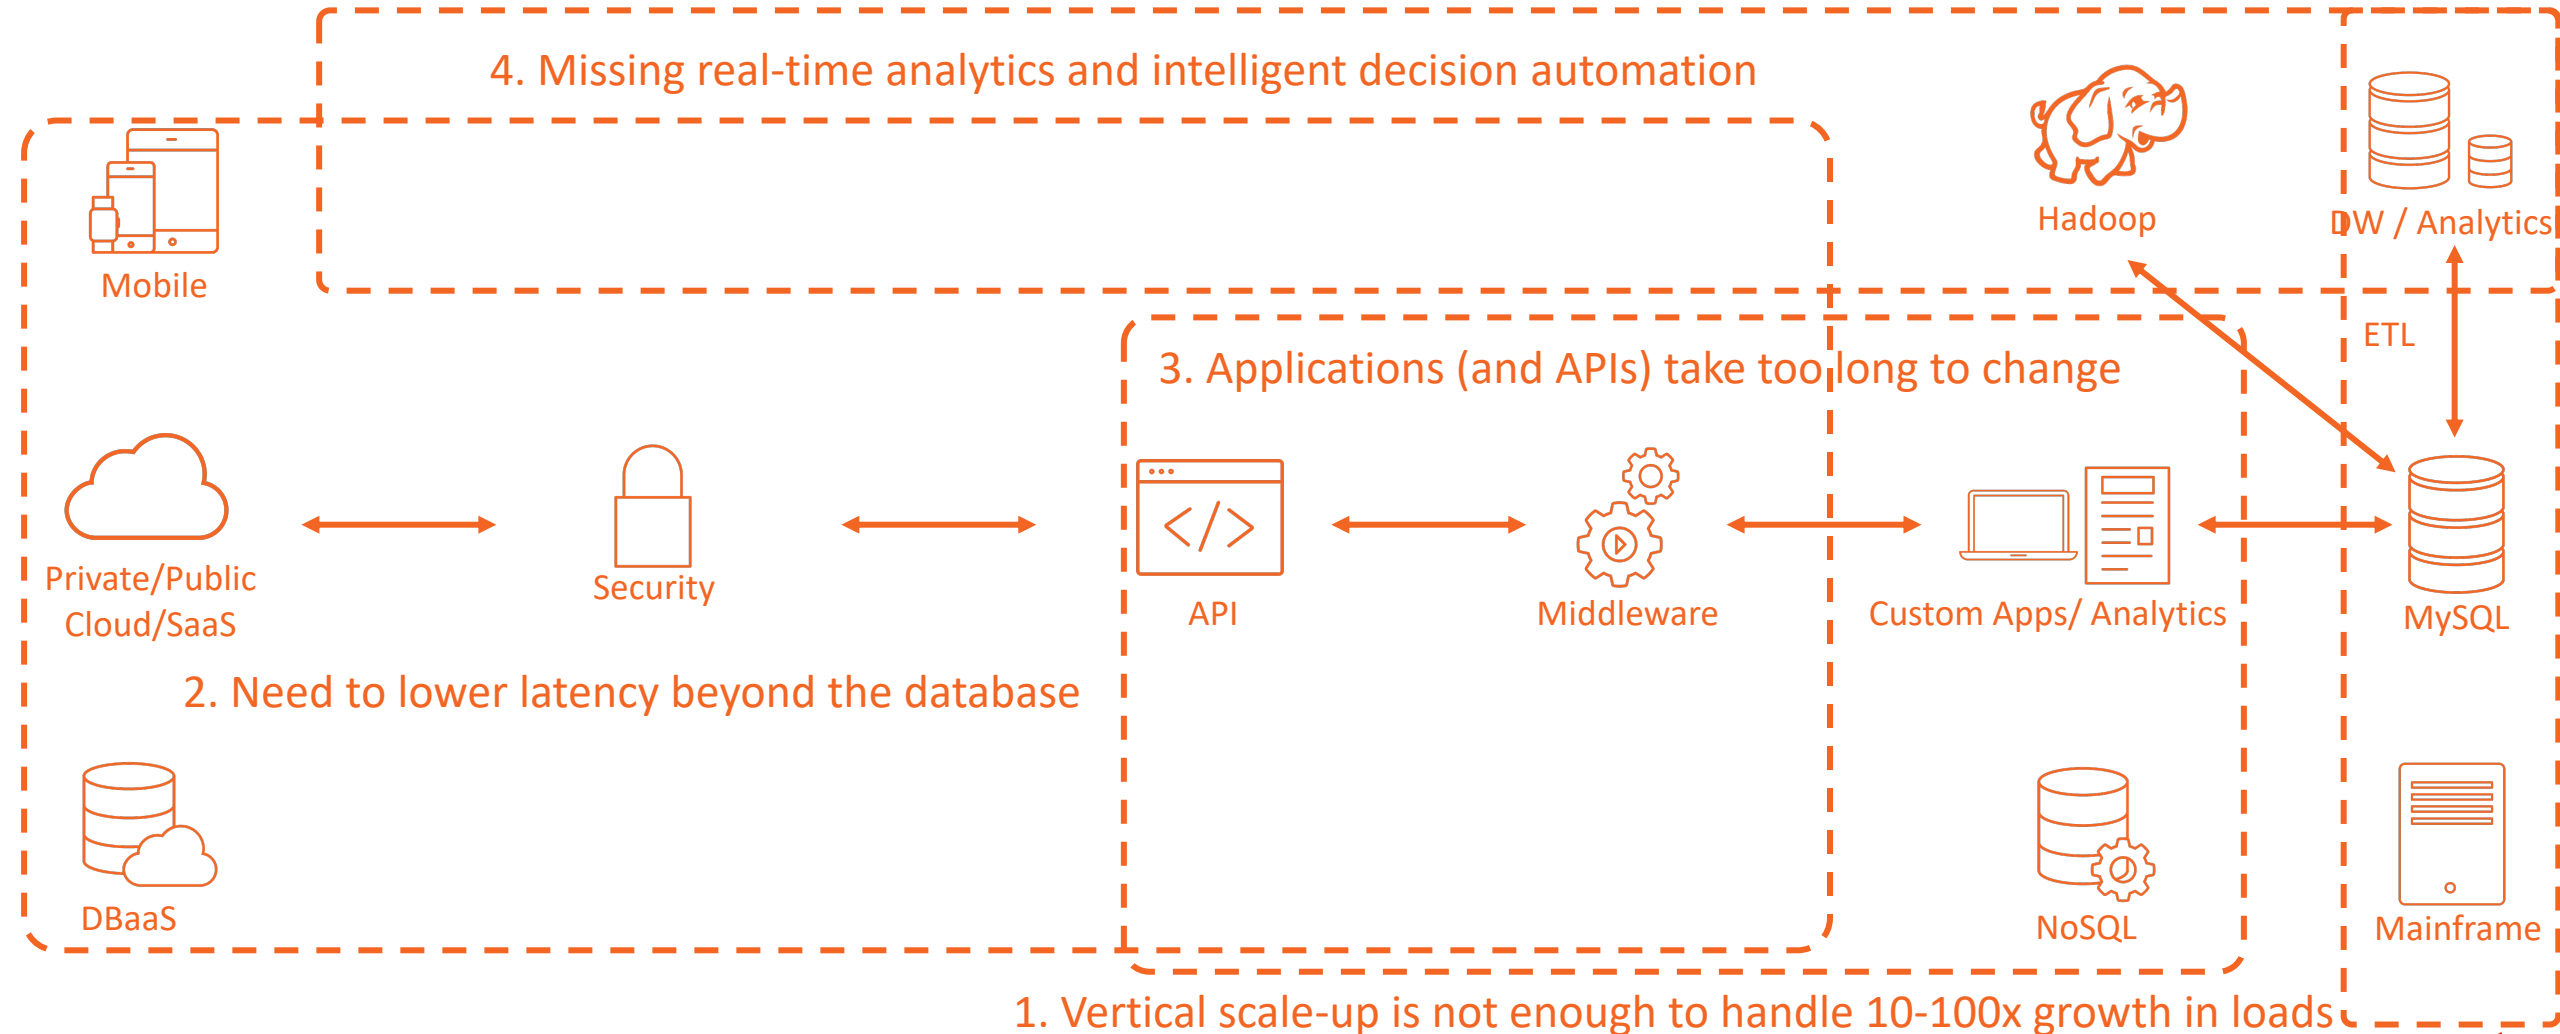 4. Missing real-time analytics and intelligent decision automation
Mobile
Hadoop
DW / Analytics
ETL
3. Applications (and APIs) take too long to change
</>
Private/Public
Cloud/SaaS
Security
API
Middleware
Custom Apps/ Analytics
MySQL
2. Need to lower latency beyond the database
DBaaS
NoSQL
Mainframe
1. Vertical scale-up is not enough to handle 10-100x growth in loads